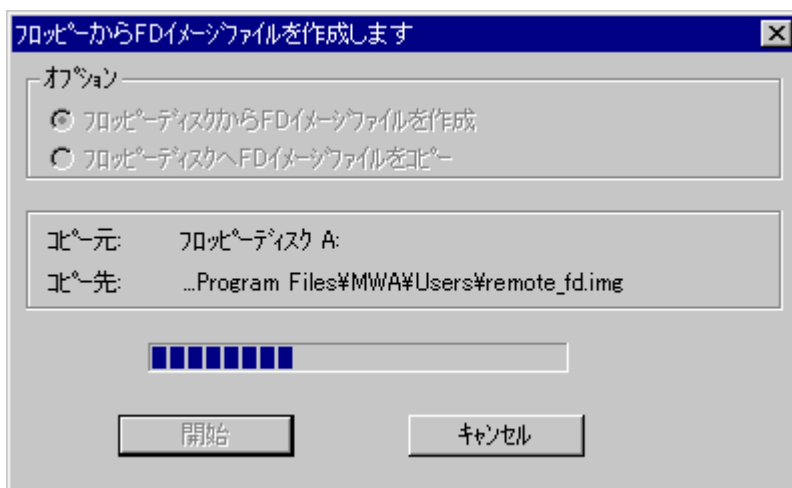 フロッピーからFDイメージファイルを作成します
オプション
フロッピーディスクからFDイメージファイルを作成
フロッピーディスクへFDイメージファイルをコピー
コピー元: フロッピーディスク A:
コピー先: ...Program Files¥MWA¥Users¥remote_fd.img
開始 キャンセル